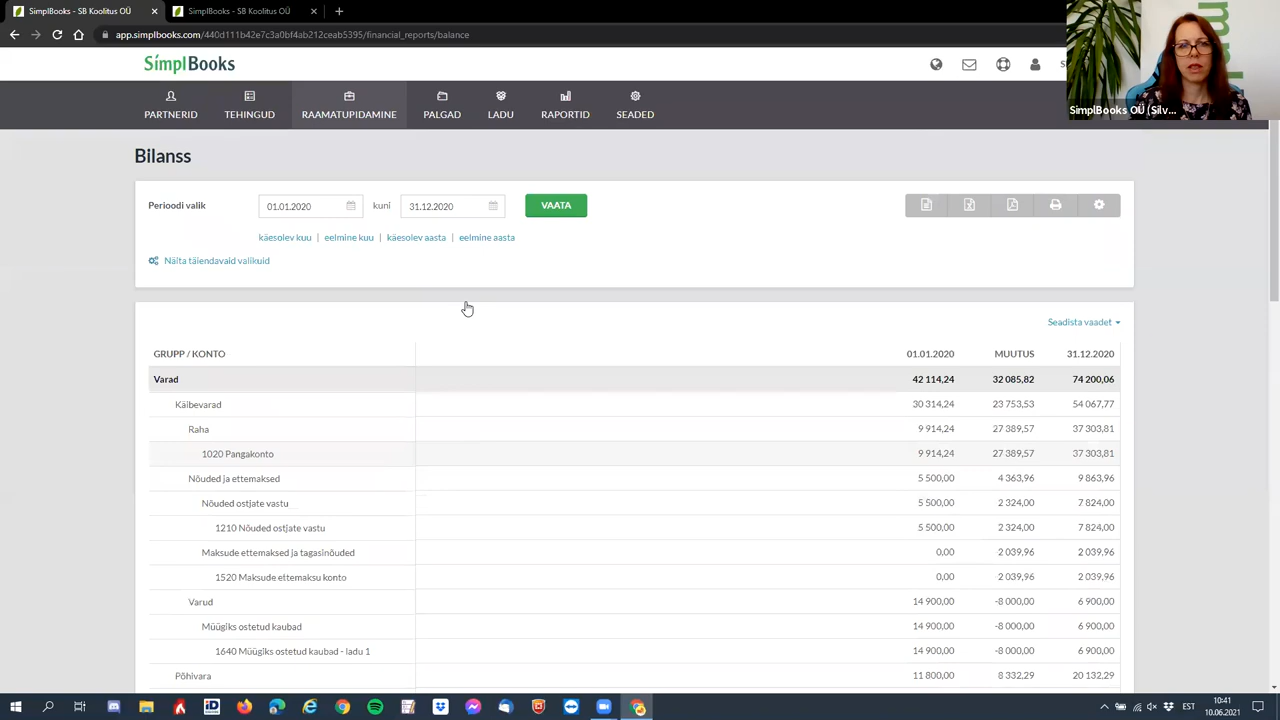 SimplBooks - SB Koolitus OÜ
SimplBooks - SB Koolitus OÜ
app.simplbooks.com/440d111b42e7c3a0bf4ab212ceab5395/financial_reports/balance
SimplBooks
PARTNERID TEHINGUD RAAMATUPIDAMINE PALGAD LADU RAPORTID SEADED
SimplBooks OÜ (Silv...
Bilanss
Perioodi valik 01.01.2020 kuni 31.12.2020 VAATA
käesolev kuu | eelmine kuu | käesolev aasta | eelmine aasta
Näita täiendavaid valikuid
Seadista vaadet
GRUPP / KONTO 01.01.2020 MUUTUS 31.12.2020
Varad 42 114,24 32 085,82 74 200,06
Käibevarad 30 314,24 23 753,53 54 067,77
Raha 9 914,24 27 389,57 37 303,81
1020 Pangakonto 9 914,24 27 389,57 37 303,81
Nõuded ja ettemaksed 5 500,00 4 363,96 9 863,96
Nõuded ostjate vastu 5 500,00 2 324,00 7 824,00
1210 Nõuded ostjate vastu 5 500,00 2 324,00 7 824,00
Maksude ettemaksed ja tagasinõuded 0,00 2 039,96 2 039,96
1520 Maksude ettemaksu konto 0,00 2 039,96 2 039,96
Varud 14 900,00 -8 000,00 6 900,00
Müügiks ostetud kaubad 14 900,00 -8 000,00 6 900,00
1640 Müügiks ostetud kaubad - ladu 1 14 900,00 -8 000,00 6 900,00
Põhivara 11 800,00 8 332,29 20 132,29
EST
10:41
10.06.2021